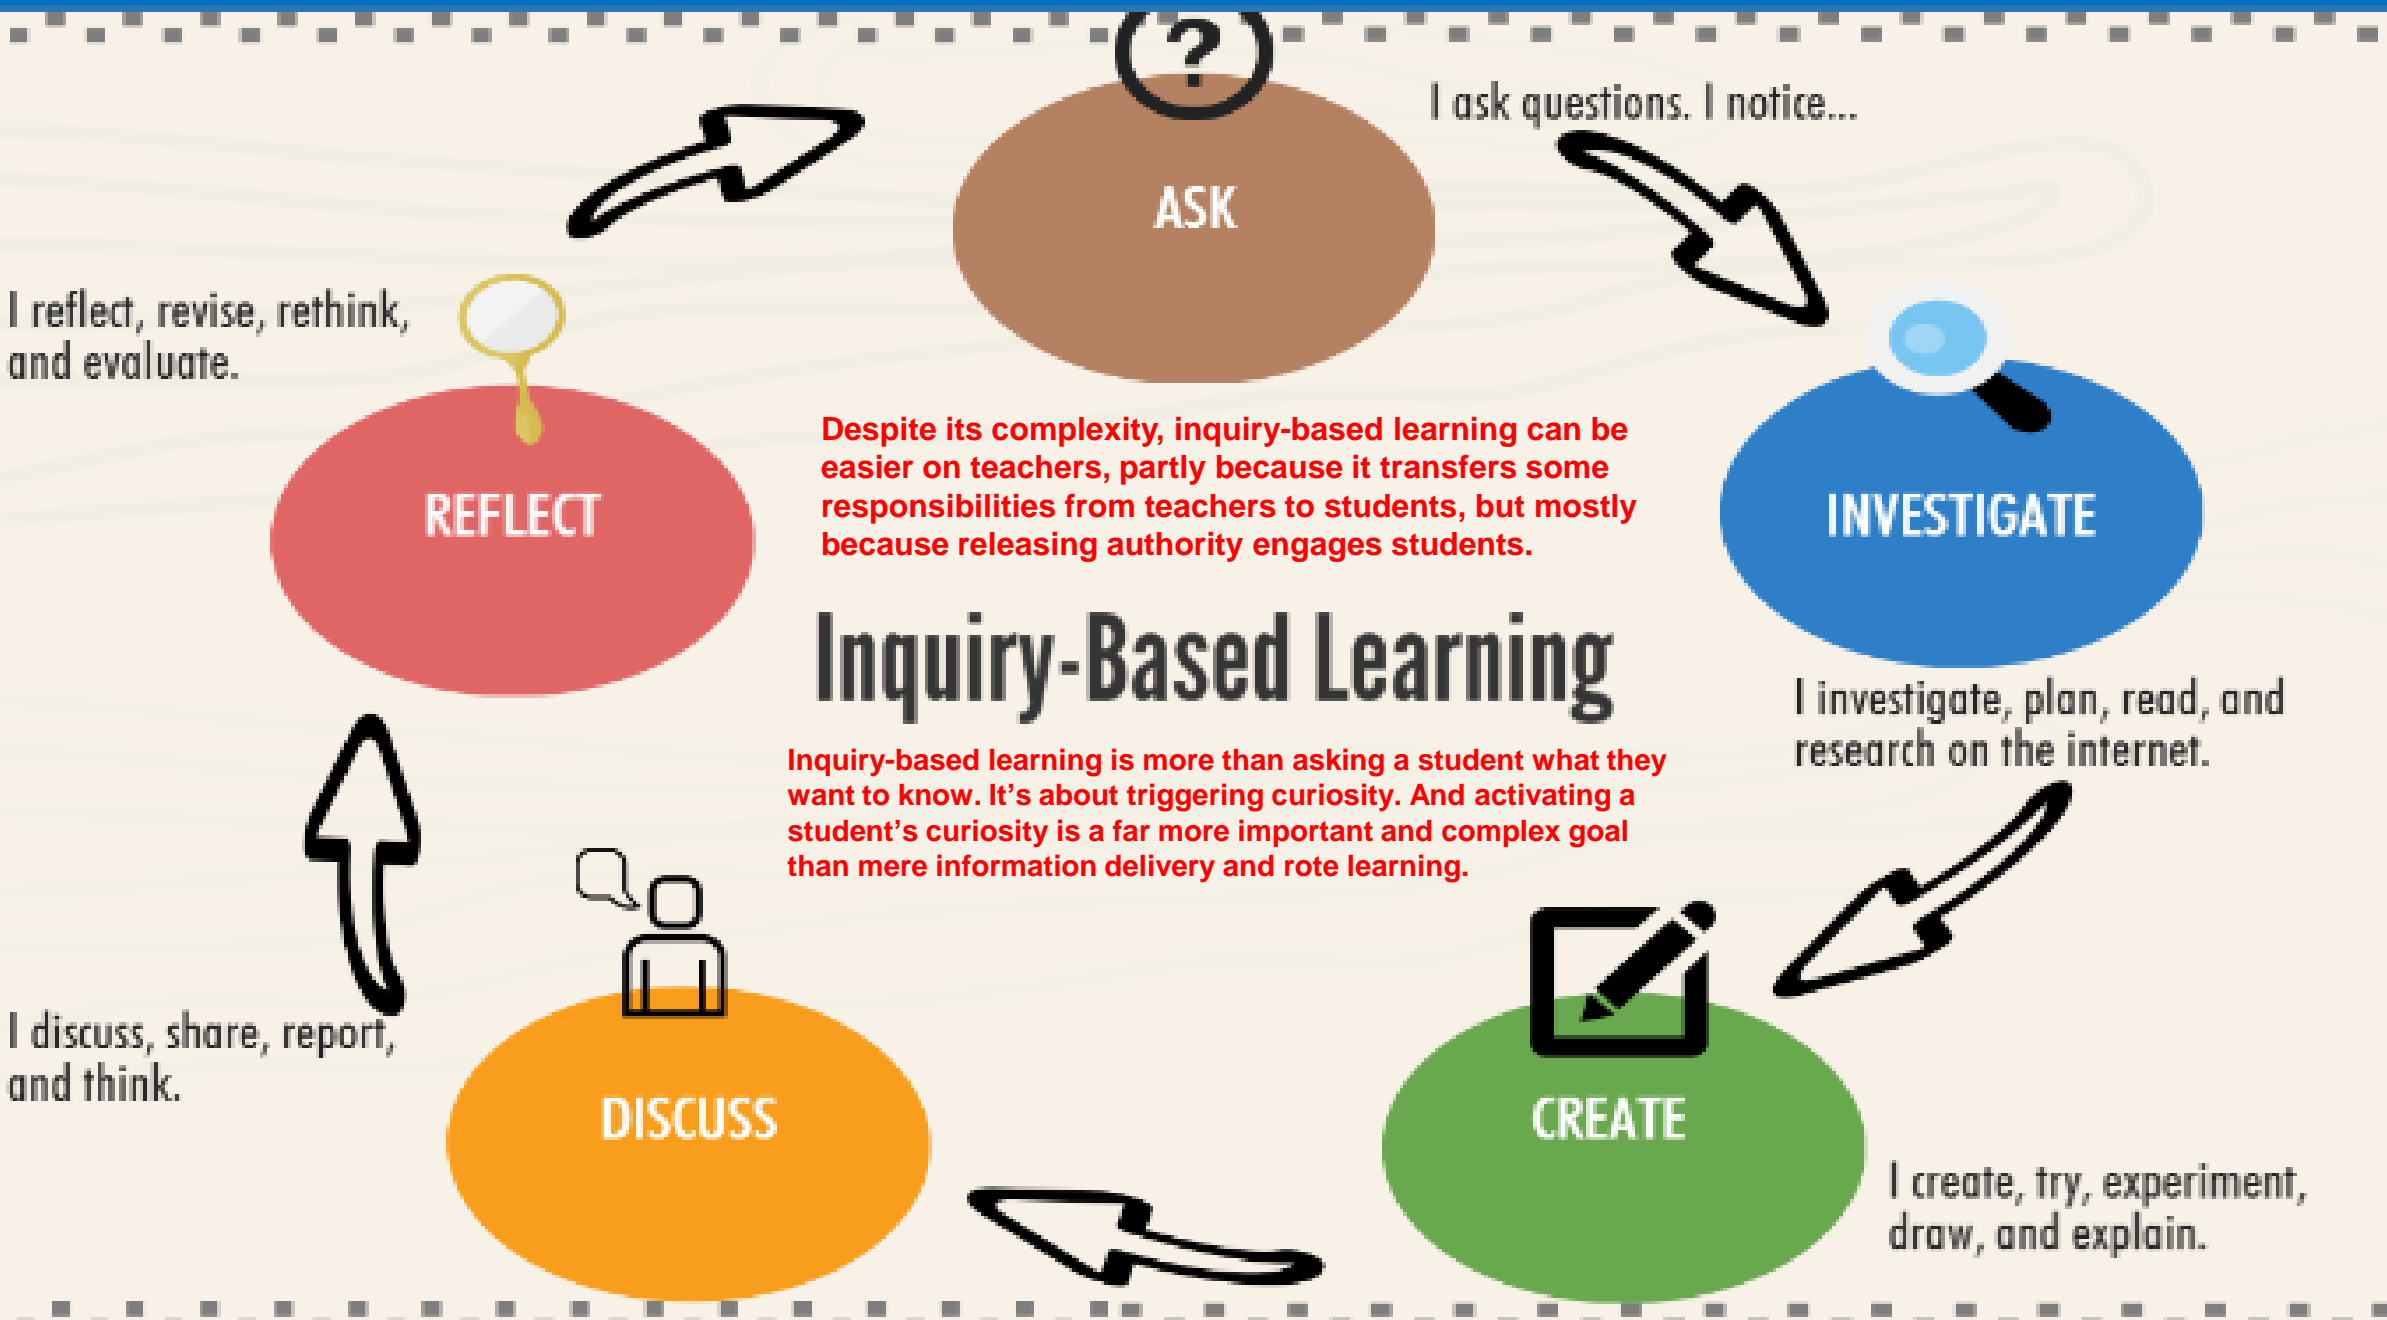 ?
I ask questions. I notice...
ASK
I reflect, revise, rethink,
and evaluate.
REFLECT
Despite its complexity, inquiry-based learning can be
easier on teachers, partly because it transfers some
responsibilities from teachers to students, but mostly
because releasing authority engages students.
INVESTIGATE
Inquiry-Based Learning
I investigate, plan, read, and
research on the internet.
Inquiry-based learning is more than asking a student what they
want to know. It’s about triggering curiosity. And activating a
student’s curiosity is a far more important and complex goal
than mere information delivery and rote learning.
I discuss, share, report,
and think.
DISCUSS
CREATE
I create, try, experiment,
draw, and explain.